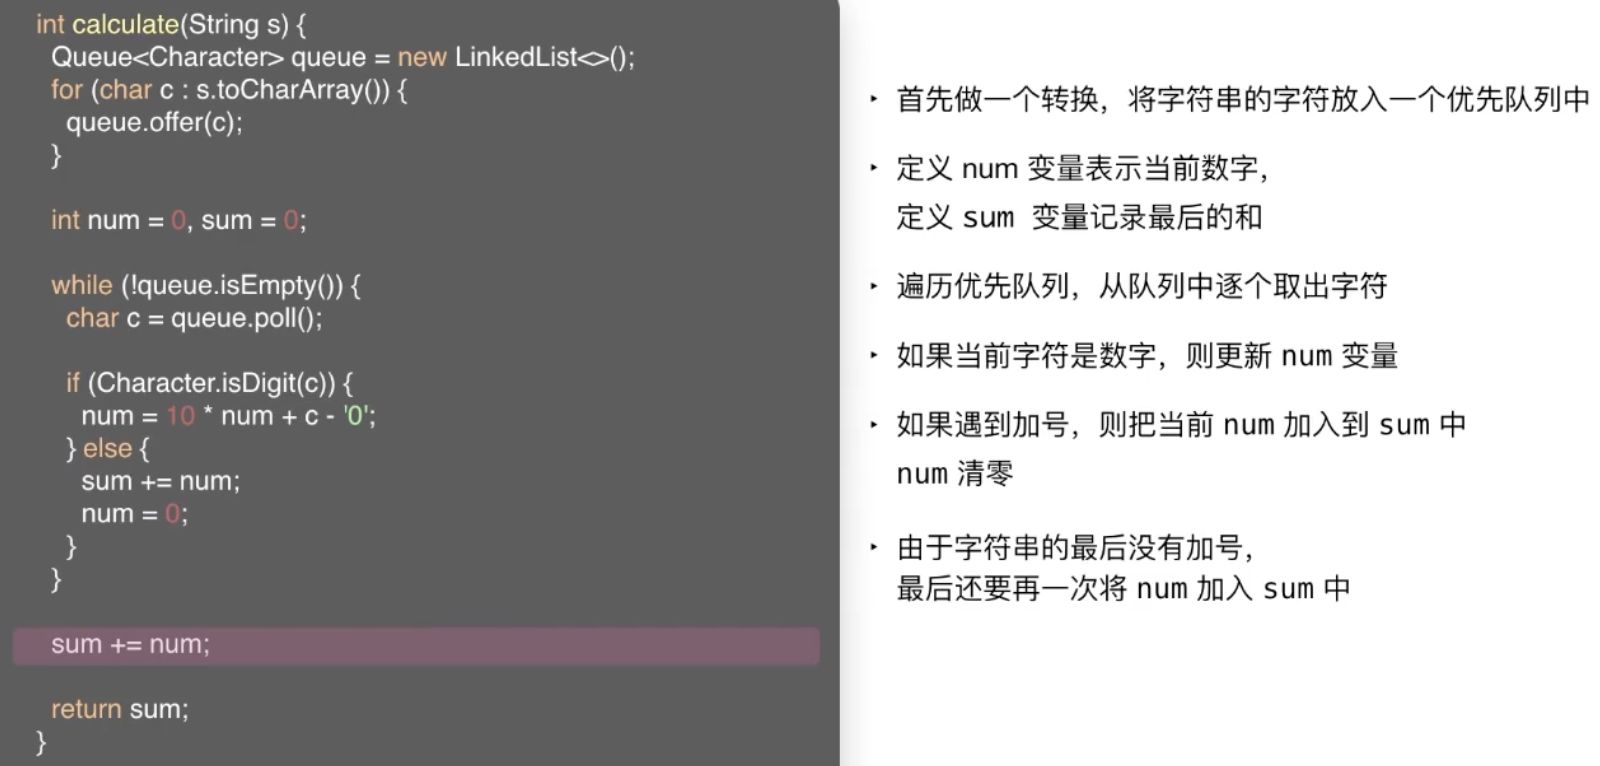 int calculate(String s) {
Queue<Character> queue = new LinkedList<>();
for (char c : s.toCharArray()) {
queue.offer(c);
}
int num = 0, sum = 0;
while (!queue.isEmpty()) {
char c = queue.poll();
if (Character.isDigit(c)) {
num = 10 * num + c - '0';
} else {
sum += num;
num = 0;
}
}
sum += num;
return sum;
}
‣ 首先做一个转换，将字符串的字符放入一个优先队列中
‣ 定义 num 变量表示当前数字，
定义 sum 变量记录最后的和
‣ 遍历优先队列，从队列中逐个取出字符
‣ 如果当前字符是数字，则更新 num 变量
‣ 如果遇到加号，则把当前 num 加入到 sum 中
num 清零
‣ 由于字符串的最后没有加号，
最后还要再一次将 num 加入 sum 中